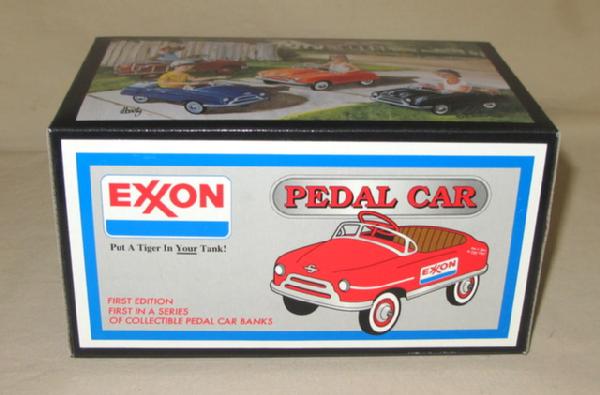 EXXON
Put A Tiger In Your Tank!
PEDAL CAR
EXXON
FIRST EDITION
FIRST IN A SERIES
OF COLLECTIBLE PEDAL CAR BANKS